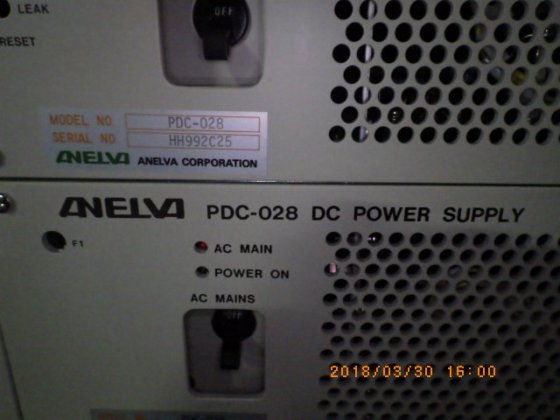 LEAK
OFF
RESET
MODEL NO. PDC-028
SERIAL NO. HH992C25
ANELVA ANELVA CORPORATION
ANELVA PDC-028 DC POWER SUPPLY
F1
AC MAIN
POWER ON
AC MAINS
OFF
2018/03/30 16:00